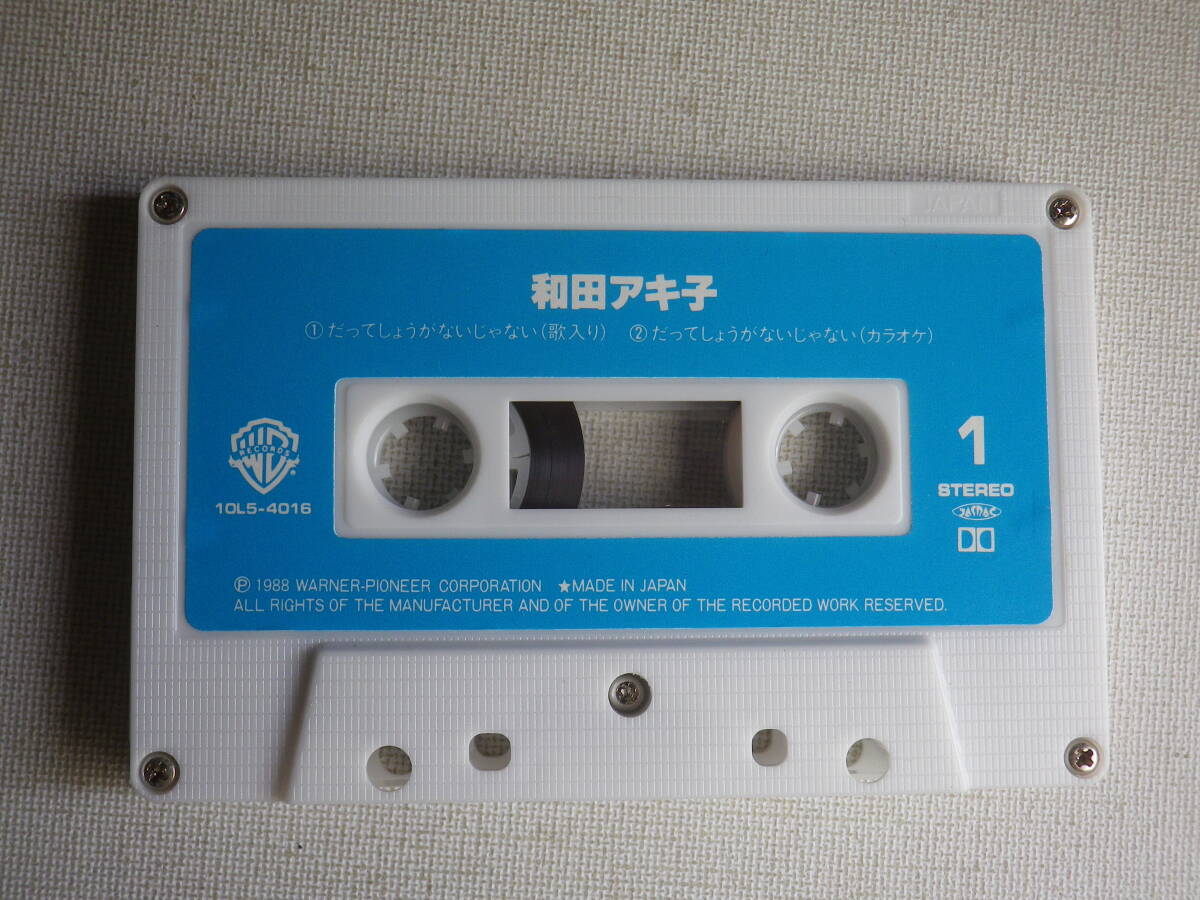 JAPAN
和田アキ子
①だってしょうがないじゃない(歌入り) ②だってしょうがないじゃない(カラオケ)
WB
RECORDS
10L5-4016
1
STEREO
JASRAC
Ⓟ 1988 WARNER-PIONEER CORPORATION ★MADE IN JAPAN
ALL RIGHTS OF THE MANUFACTURER AND OF THE OWNER OF THE RECORDED WORK RESERVED.